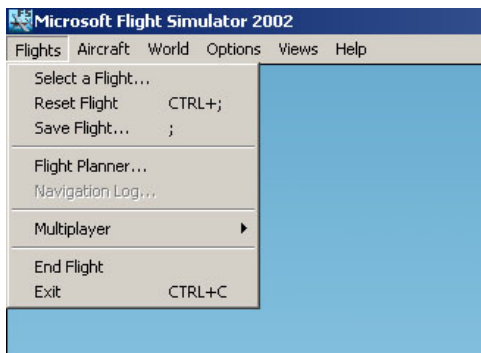 Microsoft Flight Simulator 2002
Flights Aircraft World Options Views Help
Select a Flight...
Reset Flight CTRL+;
Save Flight... ;
Flight Planner...
Navigation Log...
Multiplayer
End Flight
Exit CTRL+C